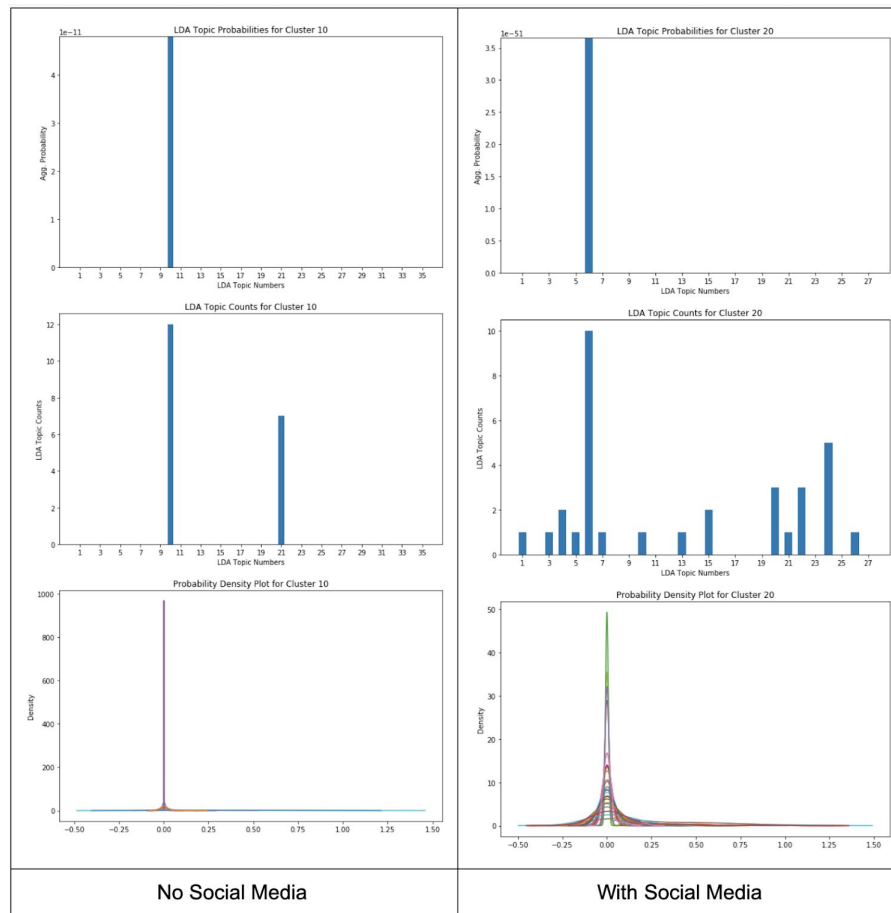 LDA Topic Probabilities for Cluster 10
1e-11
4
3
2
1
0
Agg. Probability
1 3 5 7 9 11 13 15 17 19 21 23 25 27 29 31 33 35
LDA Topic Numbers
LDA Topic Counts for Cluster 10
12
10
8
6
4
2
0
LDA Topic Counts
1 3 5 7 9 11 13 15 17 19 21 23 25 27 29 31 33 35
LDA Topic Numbers
Probability Density Plot for Cluster 10
1000
800
600
400
200
0
Density
−0.50 −0.25 0.00 0.25 0.50 0.75 1.00 1.25 1.50
No Social Media
LDA Topic Probabilities for Cluster 20
1e-51
3.5
3.0
2.5
2.0
1.5
1.0
0.5
0.0
Agg. Probability
1 3 5 7 9 11 13 15 17 19 21 23 25 27
LDA Topic Numbers
LDA Topic Counts for Cluster 20
10
8
6
4
2
0
LDA Topic Counts
1 3 5 7 9 11 13 15 17 19 21 23 25 27
LDA Topic Numbers
Probability Density Plot for Cluster 20
50
40
30
20
10
0
Density
−0.50 −0.25 0.00 0.25 0.50 0.75 1.00 1.25 1.50
With Social Media